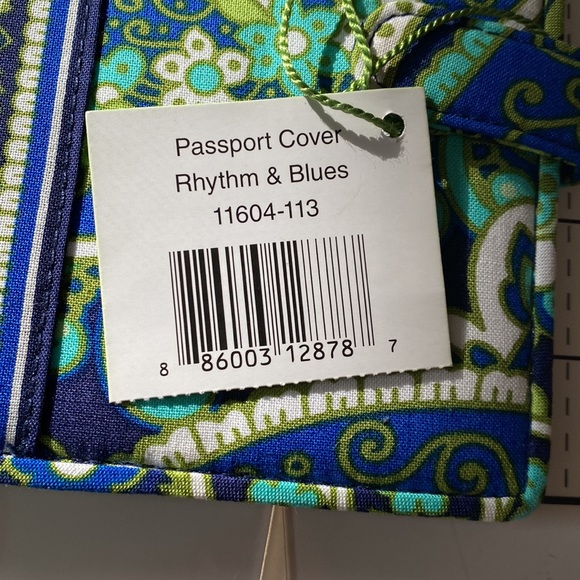 Passport Cover
Rhythm & Blues
11604-113
8 86003 12878 7